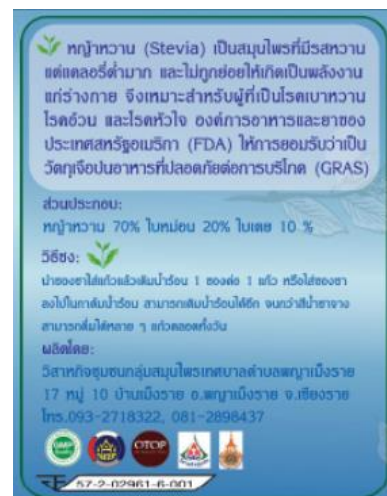 หญ้าหวาน (Stevia) เป็นสมุนไพรที่มีรสหวาน
แต่แคลอรี่ต่ำมาก และไม่ถูกย่อยให้เกิดเป็นพลังงาน
แก่ร่างกาย จึงเหมาะสำหรับผู้ที่เป็นโรคเบาหวาน
โรคอ้วน และโรคหัวใจ องค์การอาหารและยาของ
ประเทศสหรัฐอเมริกา (FDA) ให้การยอมรับว่าเป็น
วัตถุเจือปนอาหารที่ปลอดภัยต่อการบริโภค (GRAS)
ส่วนประกอบ:
หญ้าหวาน 70% ใบหม่อน 20% ใบเตย 10 %
วิธีชง:
นำซองชาใส่แก้วแล้วเติมน้ำร้อน 1 ซองต่อ 1 แก้ว หรือใส่ซองชา
ลงไปในกาต้มน้ำร้อน สามารถเติมน้ำร้อนได้อีก จนกว่าสีน้ำชาจาง
สามารถดื่มได้หลาย ๆ แก้วตลอดทั้งวัน
ผลิตโดย:
วิสาหกิจชุมชนกลุ่มสมุนไพรเทศบาลตำบลพญาเม็งราย
17 หมู่ 10 บ้านเม็งราย อ.พญาเม็งราย จ.เชียงราย
โทร.093-2718322, 081-2898437
GMP OTOP
57-2-02961-6-001